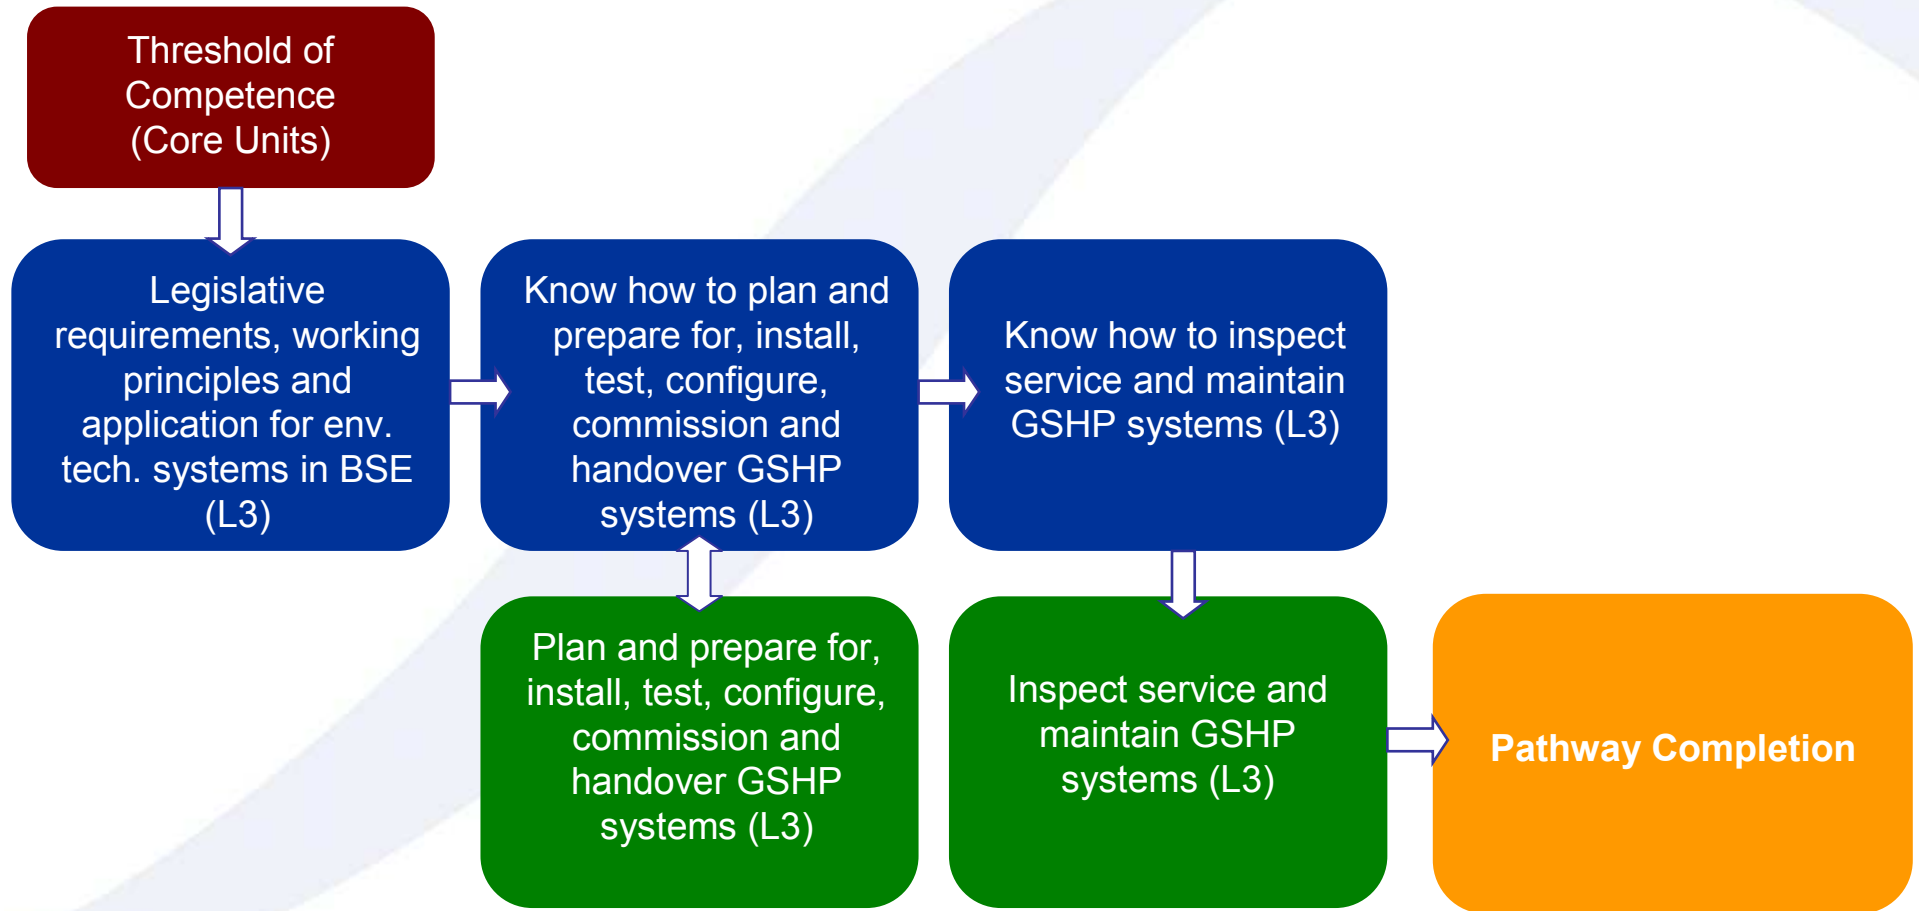 Threshold of
Competence
(Core Units)
Legislative
requirements, working
principles and
application for env.
tech. systems in BSE
(L3)
Know how to plan and
prepare for, install,
test, configure,
commission and
handover GSHP
systems (L3)
Know how to inspect
service and maintain
GSHP systems (L3)
Plan and prepare for,
install, test, configure,
commission and
handover GSHP
systems (L3)
Inspect service and
maintain GSHP
systems (L3)
Pathway Completion